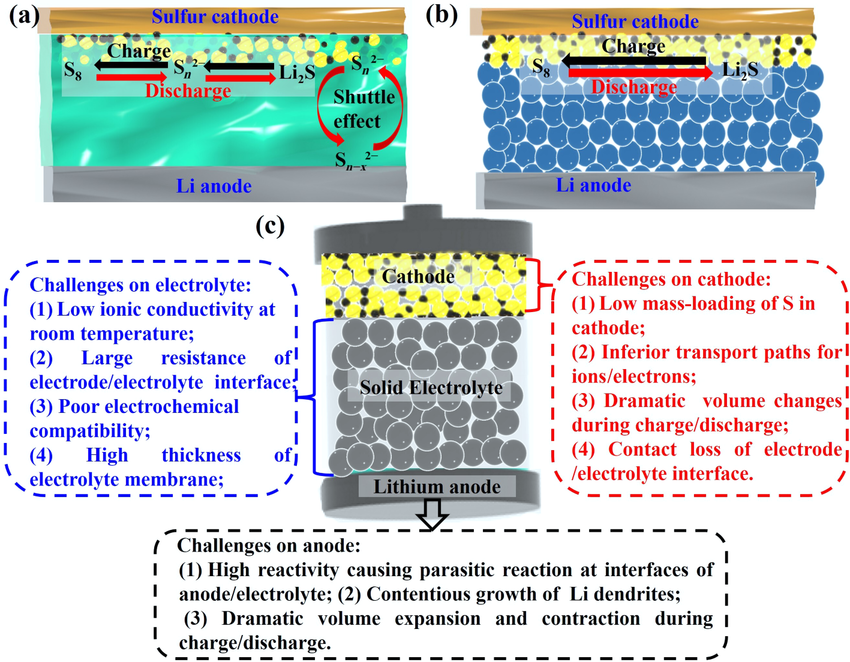 (a)
Sulfur cathode
Charge
S₈ Sₙ²⁻ Li₂S Sₙ²⁻
Discharge
Shuttle
effect
Sₙ₋ₓ²⁻
Li anode
(b)
Sulfur cathode
Charge
S₈ Li₂S
Discharge
Li anode
(c)
Cathode
Solid Electrolyte
Lithium anode
Challenges on electrolyte:
(1) Low ionic conductivity at
room temperature;
(2) Large resistance of
electrode/electrolyte interface;
(3) Poor electrochemical
compatibility;
(4) High thickness of
electrolyte membrane;
Challenges on cathode:
(1) Low mass-loading of S in
cathode;
(2) Inferior transport paths for
ions/electrons;
(3) Dramatic volume changes
during charge/discharge;
(4) Contact loss of electrode
/electrolyte interface.
Challenges on anode:
(1) High reactivity causing parasitic reaction at interfaces of
anode/electrolyte; (2) Contentious growth of Li dendrites;
(3) Dramatic volume expansion and contraction during
charge/discharge.